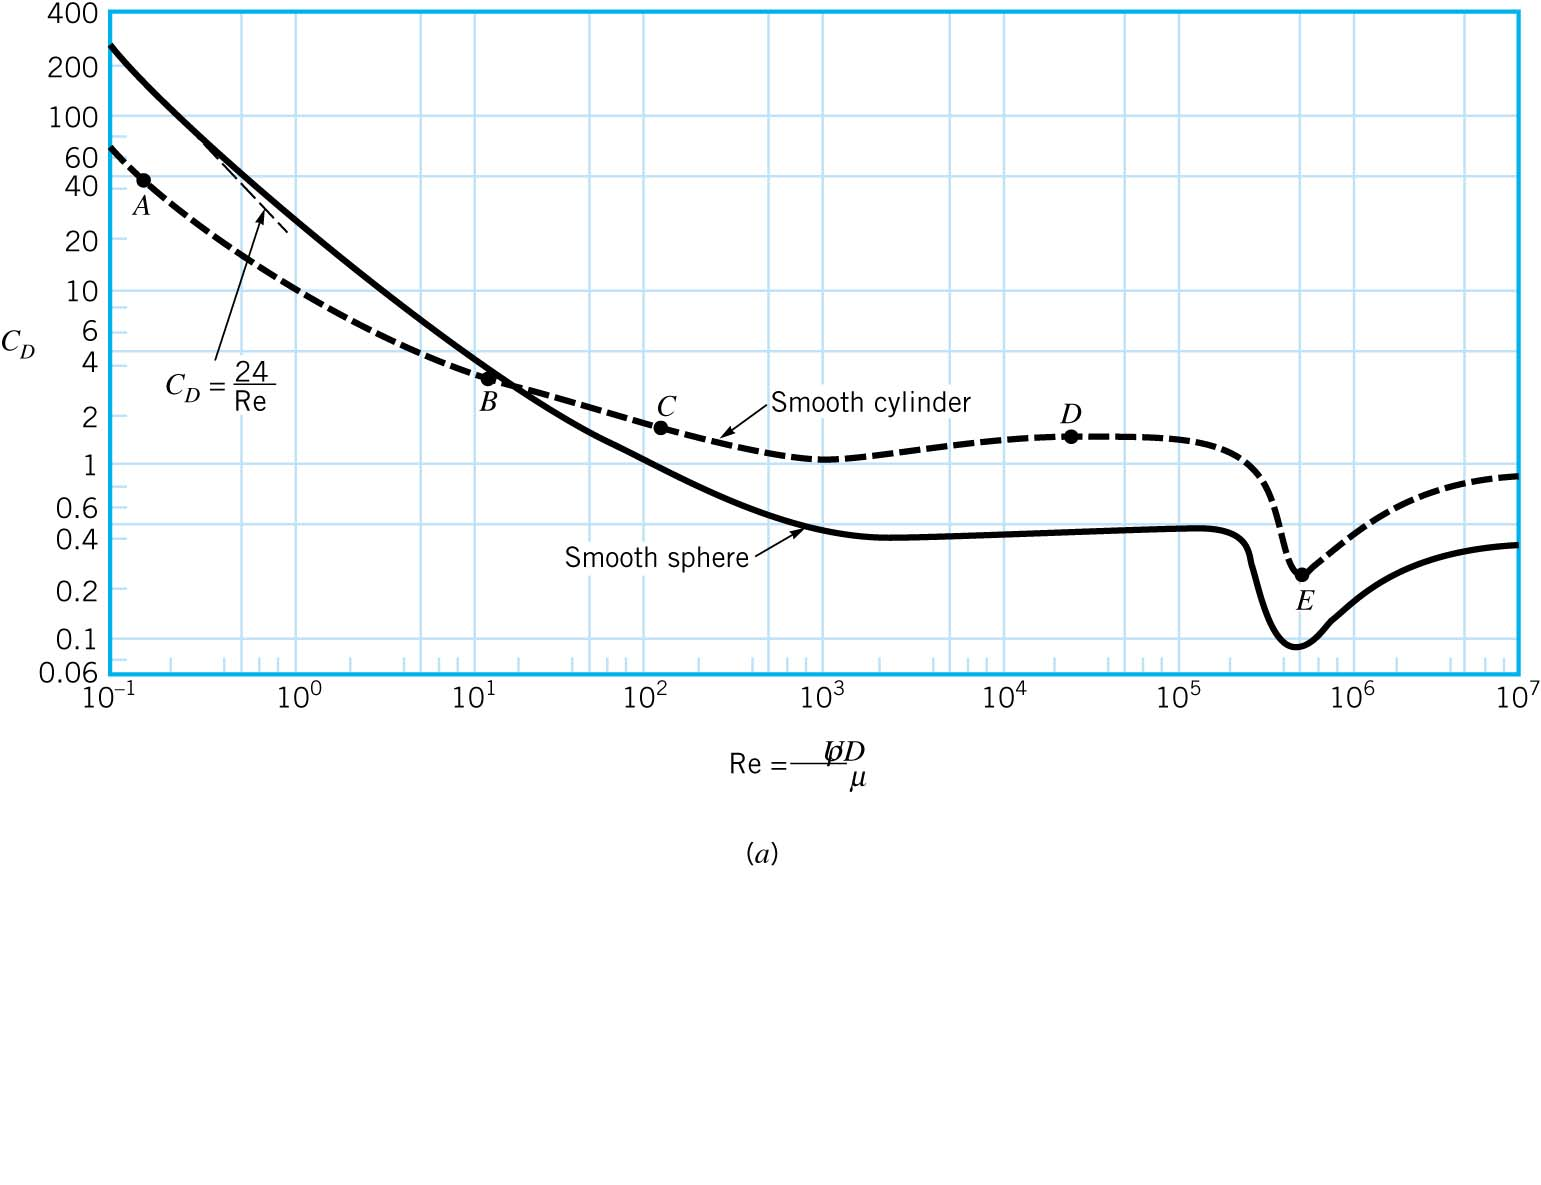 400
200
100
60
40
20
10
6
4
2
1
0.6
0.4
0.2
0.1
0.06
C_D
A
C_D = 24/Re
B
C
Smooth cylinder
D
Smooth sphere
E
10^−1 10^0 10^1 10^2 10^3 10^4 10^5 10^6 10^7
Re = ρUD/μ
(a)